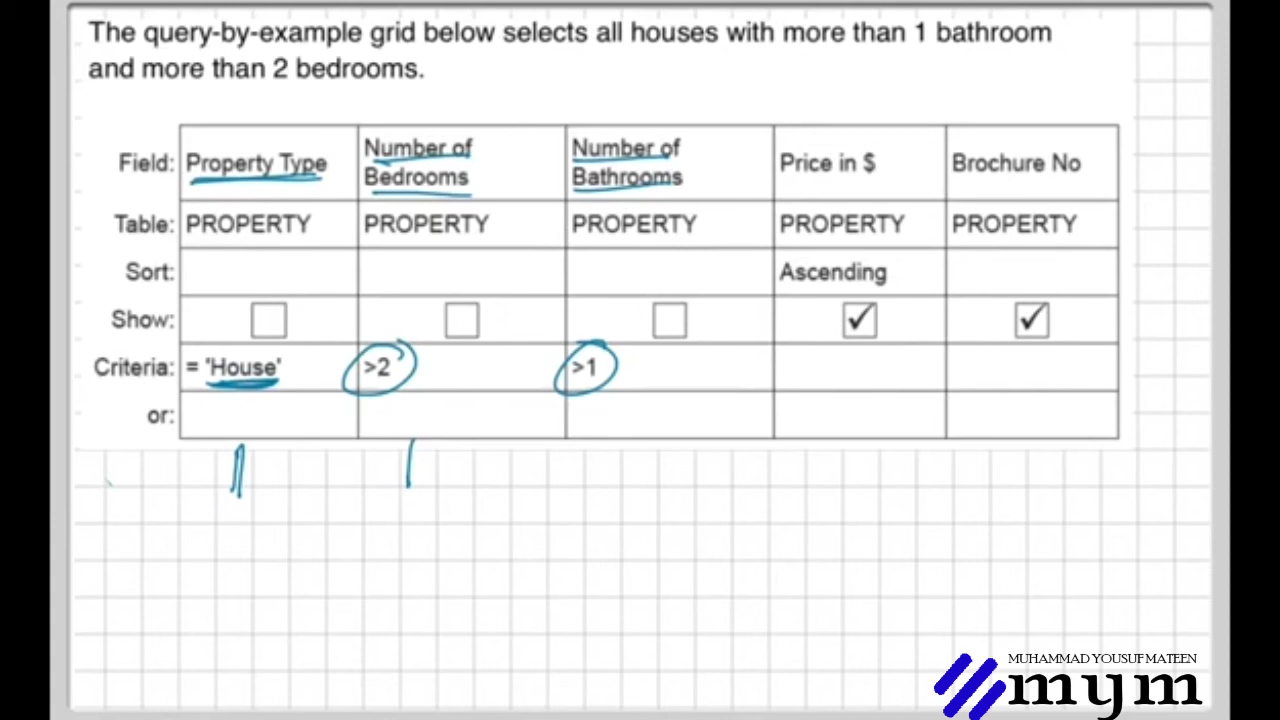 The query-by-example grid below selects all houses with more than 1 bathroom
and more than 2 bedrooms.
Field: Property Type Number of Bedrooms Number of Bathrooms Price in $ Brochure No
Table: PROPERTY PROPERTY PROPERTY PROPERTY PROPERTY
Sort: Ascending
Show: ✓ ✓
Criteria: = 'House' >2 >1
or:
MUHAMMAD YOUSUF MATEEN
mym